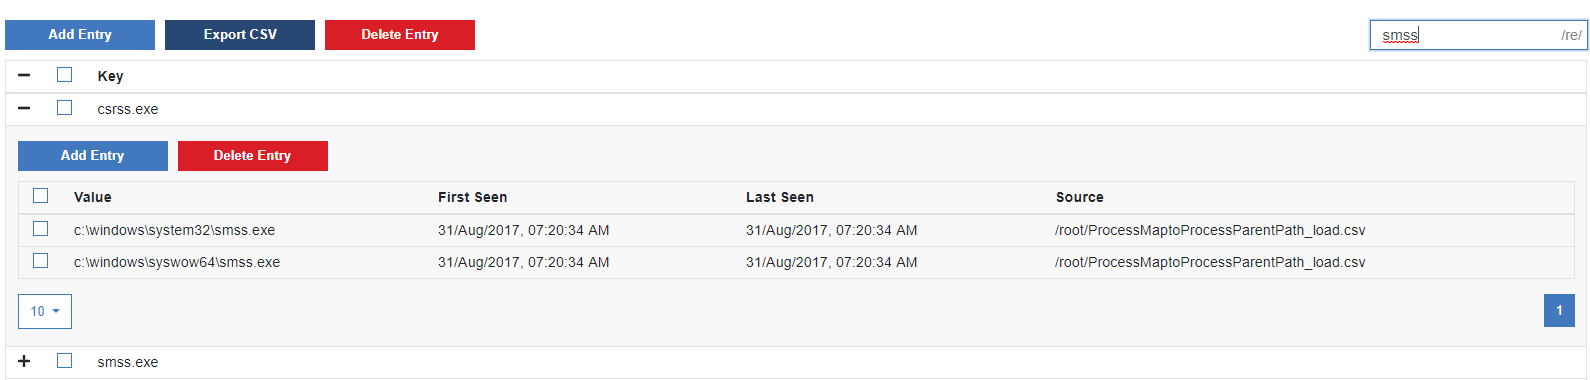 Add Entry Export CSV Delete Entry smss /re/
Key
csrss.exe
Add Entry Delete Entry
Value First Seen Last Seen Source
c:\windows\system32\smss.exe 31/Aug/2017, 07:20:34 AM 31/Aug/2017, 07:20:34 AM /root/ProcessMaptoProcessParentPath_load.csv
c:\windows\syswow64\smss.exe 31/Aug/2017, 07:20:34 AM 31/Aug/2017, 07:20:34 AM /root/ProcessMaptoProcessParentPath_load.csv
10 1
smss.exe